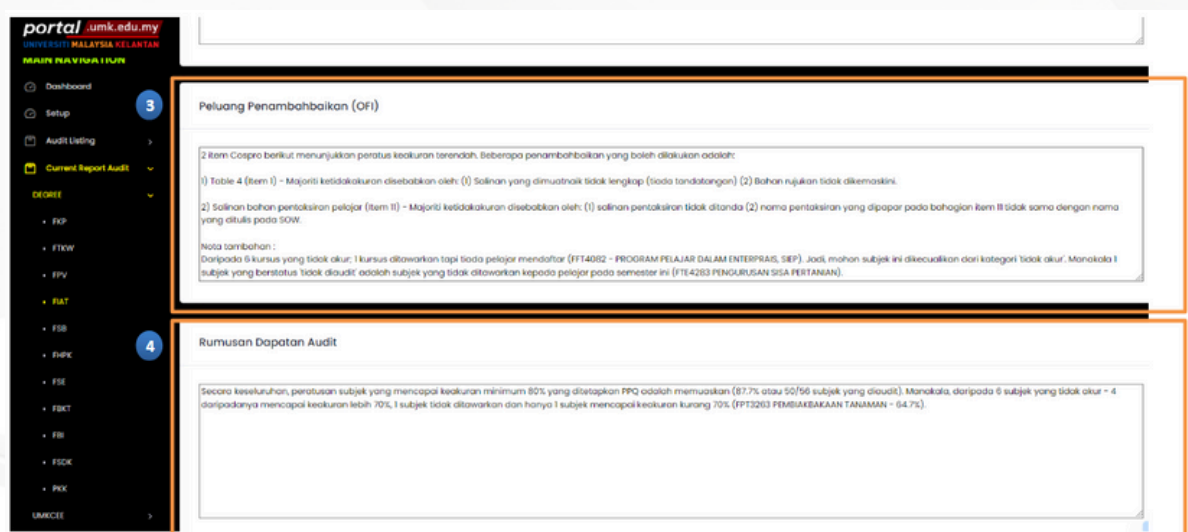 portal .umk.edu.my
UNIVERSITI MALAYSIA KELANTAN
MAIN NAVIGATION
Dashboard
Setup
Audit Listing
Current Report Audit
DEGREE
FKP
FTKW
FPV
FIAT
FSB
FHPK
FSE
FBKT
FBI
FSDK
PKK
UMKCEE
3
Peluang Penambahbaikan (OFI)
2 item Cospro berikut menunjukkan peratus keakuran terendah. Beberapa penambahbaikan yang boleh dilakukan adalah:
1) Table 4 (Item I) - Majoriti ketidakakuran disebabkan oleh: (1) Salinan yang dimuatnaik tidak lengkap (tiada tandatangan) (2) Bahan rujukan tidak dikemaskini.
2) Salinan bahan pentaksiran pelajar (Item 11) - Majoriti ketidakakuran disebabkan oleh: (1) salinan pentaksiran tidak ditanda (2) nama pentaksiran yang dipapar pada bahagian item III tidak sama dengan nama
yang ditulis pada SOW.
Nota tambahan :
Daripada 6 kursus yang tidak akur; 1 kursus ditawarkan tapi tiada pelajar mendaftar (FFT4082 - PROGRAM PELAJAR DALAM ENTERPRAIS, SIEP). Jadi, mohon subjek ini dikecualikan dari kategori 'tidak akur'. Manakala 1
subjek yang berstatus 'tidak diaudit' adalah subjek yang tidak ditawarkan kepada pelajar pada semester ini (FTE4283 PENGURUSAN SISA PERTANIAN).
4
Rumusan Dapatan Audit
Secara keseluruhan, peratusan subjek yang mencapai keakuran minimum 80% yang ditetapkan PPQ adalah memuaskan (87.7% atau 50/56 subjek yang diaudit). Manakala, daripada 6 subjek yang tidak akur - 4
daripadanya mencapai keakuran lebih 70%, 1 subjek tidak ditawarkan dan hanya 1 subjek mencapai keakuran kurang 70% (FPT3263 PEMBIAKBAKAAN TANAMAN - 64.7%).